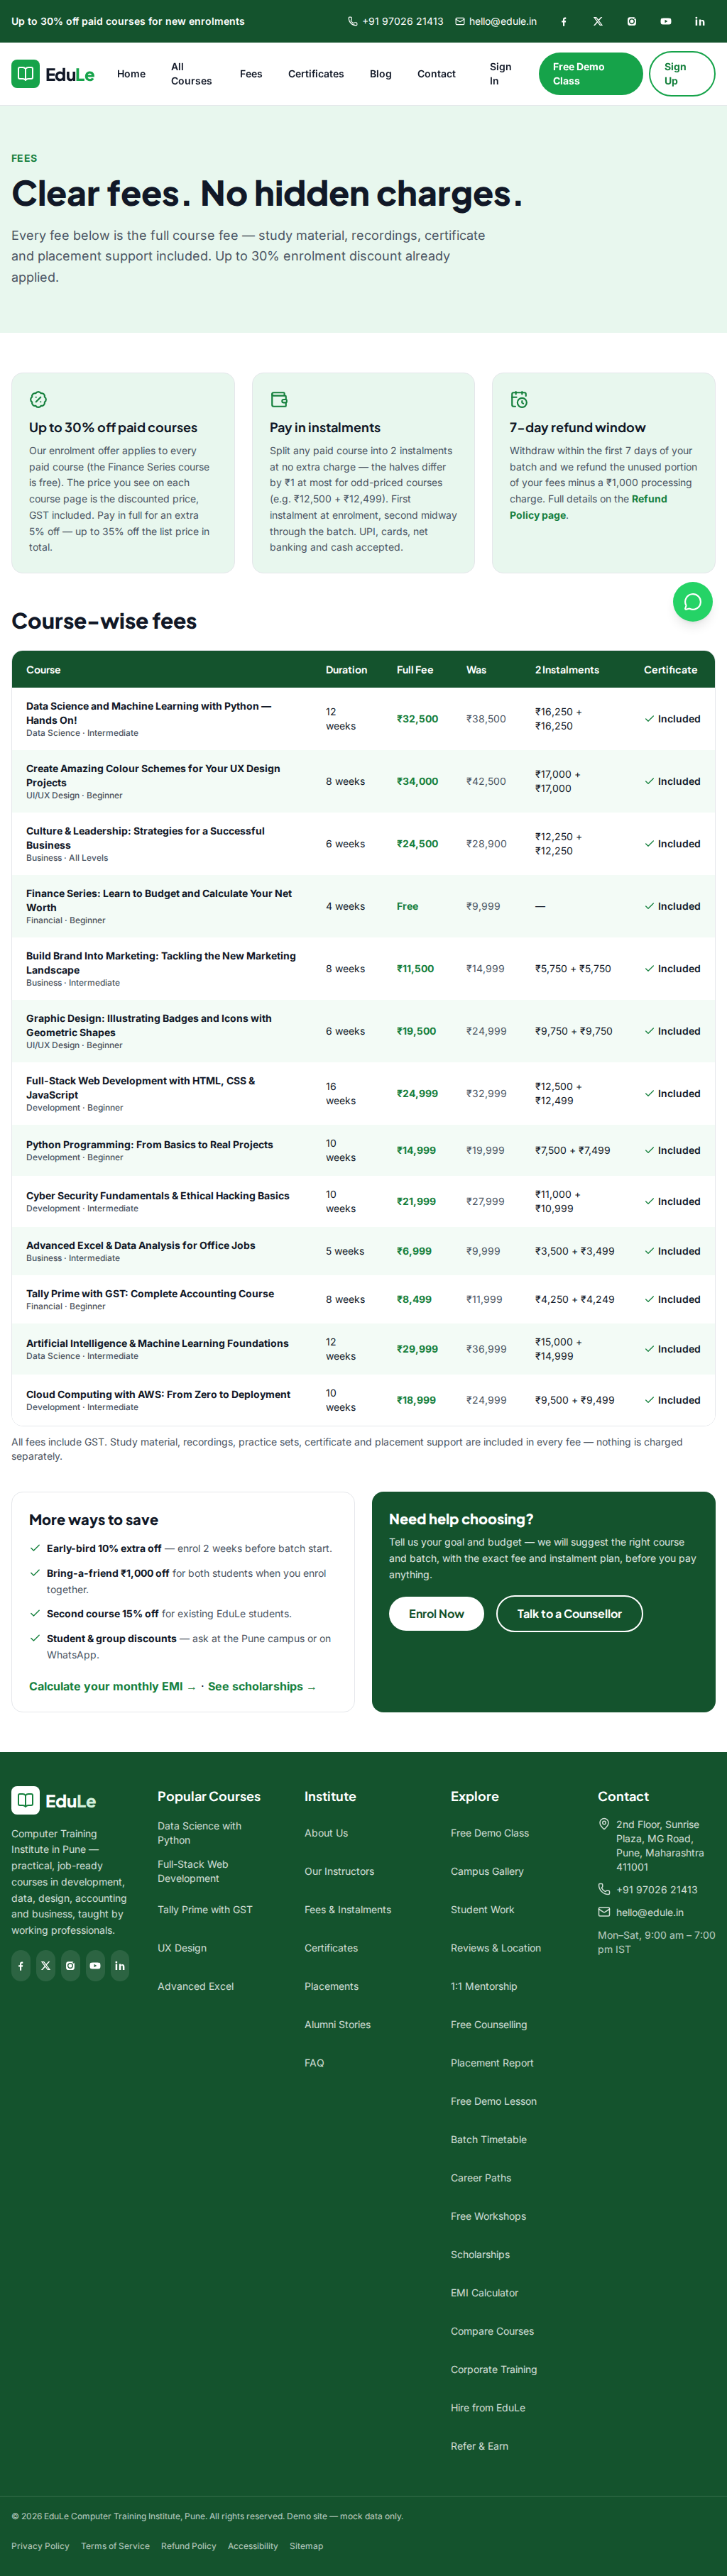 Up to 30% off paid courses for new enrolments
+91 97026 21413
hello@edule.in
EduLe
Home
All
Courses
Fees
Certificates
Blog
Contact
Sign
In
Free Demo
Class
Sign
Up
FEES
Clear fees. No hidden charges.
Every fee below is the full course fee — study material, recordings, certificate
and placement support included. Up to 30% enrolment discount already
applied.
Up to 30% off paid courses
Our enrolment offer applies to every
paid course (the Finance Series course
is free). The price you see on each
course page is the discounted price,
GST included. Pay in full for an extra
5% off — up to 35% off the list price in
total.
Pay in instalments
Split any paid course into 2 instalments
at no extra charge — the halves differ
by ₹1 at most for odd-priced courses
(e.g. ₹12,500 + ₹12,499). First
instalment at enrolment, second midway
through the batch. UPI, cards, net
banking and cash accepted.
7-day refund window
Withdraw within the first 7 days of your
batch and we refund the unused portion
of your fees minus a ₹1,000 processing
charge. Full details on the Refund
Policy page.
Course-wise fees
Course Duration Full Fee Was 2 Instalments Certificate
Data Science and Machine Learning with Python —
Hands On!
Data Science · Intermediate
12
weeks
₹32,500
₹38,500
₹16,250 +
₹16,250
Included
Create Amazing Colour Schemes for Your UX Design
Projects
UI/UX Design · Beginner
8 weeks
₹34,000
₹42,500
₹17,000 +
₹17,000
Included
Culture & Leadership: Strategies for a Successful
Business
Business · All Levels
6 weeks
₹24,500
₹28,900
₹12,250 +
₹12,250
Included
Finance Series: Learn to Budget and Calculate Your Net
Worth
Financial · Beginner
4 weeks
Free
₹9,999
—
Included
Build Brand Into Marketing: Tackling the New Marketing
Landscape
Business · Intermediate
8 weeks
₹11,500
₹14,999
₹5,750 + ₹5,750
Included
Graphic Design: Illustrating Badges and Icons with
Geometric Shapes
UI/UX Design · Beginner
6 weeks
₹19,500
₹24,999
₹9,750 + ₹9,750
Included
Full-Stack Web Development with HTML, CSS &
JavaScript
Development · Beginner
16
weeks
₹24,999
₹32,999
₹12,500 +
₹12,499
Included
Python Programming: From Basics to Real Projects
Development · Beginner
10
weeks
₹14,999
₹19,999
₹7,500 + ₹7,499
Included
Cyber Security Fundamentals & Ethical Hacking Basics
Development · Intermediate
10
weeks
₹21,999
₹27,999
₹11,000 +
₹10,999
Included
Advanced Excel & Data Analysis for Office Jobs
Business · Intermediate
5 weeks
₹6,999
₹9,999
₹3,500 + ₹3,499
Included
Tally Prime with GST: Complete Accounting Course
Financial · Beginner
8 weeks
₹8,499
₹11,999
₹4,250 + ₹4,249
Included
Artificial Intelligence & Machine Learning Foundations
Data Science · Intermediate
12
weeks
₹29,999
₹36,999
₹15,000 +
₹14,999
Included
Cloud Computing with AWS: From Zero to Deployment
Development · Intermediate
10
weeks
₹18,999
₹24,999
₹9,500 + ₹9,499
Included
All fees include GST. Study material, recordings, practice sets, certificate and placement support are included in every fee — nothing is charged
separately.
More ways to save
Early-bird 10% extra off — enrol 2 weeks before batch start.
Bring-a-friend ₹1,000 off for both students when you enrol
together.
Second course 15% off for existing EduLe students.
Student & group discounts — ask at the Pune campus or on
WhatsApp.
Calculate your monthly EMI → · See scholarships →
Need help choosing?
Tell us your goal and budget — we will suggest the right course
and batch, with the exact fee and instalment plan, before you pay
anything.
Enrol Now
Talk to a Counsellor
EduLe
Computer Training
Institute in Pune —
practical, job-ready
courses in development,
data, design, accounting
and business, taught by
working professionals.
Popular Courses
Data Science with
Python
Full-Stack Web
Development
Tally Prime with GST
UX Design
Advanced Excel
Institute
About Us
Our Instructors
Fees & Instalments
Certificates
Placements
Alumni Stories
FAQ
Explore
Free Demo Class
Campus Gallery
Student Work
Reviews & Location
1:1 Mentorship
Free Counselling
Placement Report
Free Demo Lesson
Batch Timetable
Career Paths
Free Workshops
Scholarships
EMI Calculator
Compare Courses
Corporate Training
Hire from EduLe
Refer & Earn
Contact
2nd Floor, Sunrise
Plaza, MG Road,
Pune, Maharashtra
411001
+91 97026 21413
hello@edule.in
Mon–Sat, 9:00 am – 7:00
pm IST
© 2026 EduLe Computer Training Institute, Pune. All rights reserved. Demo site — mock data only.
Privacy Policy Terms of Service Refund Policy Accessibility Sitemap